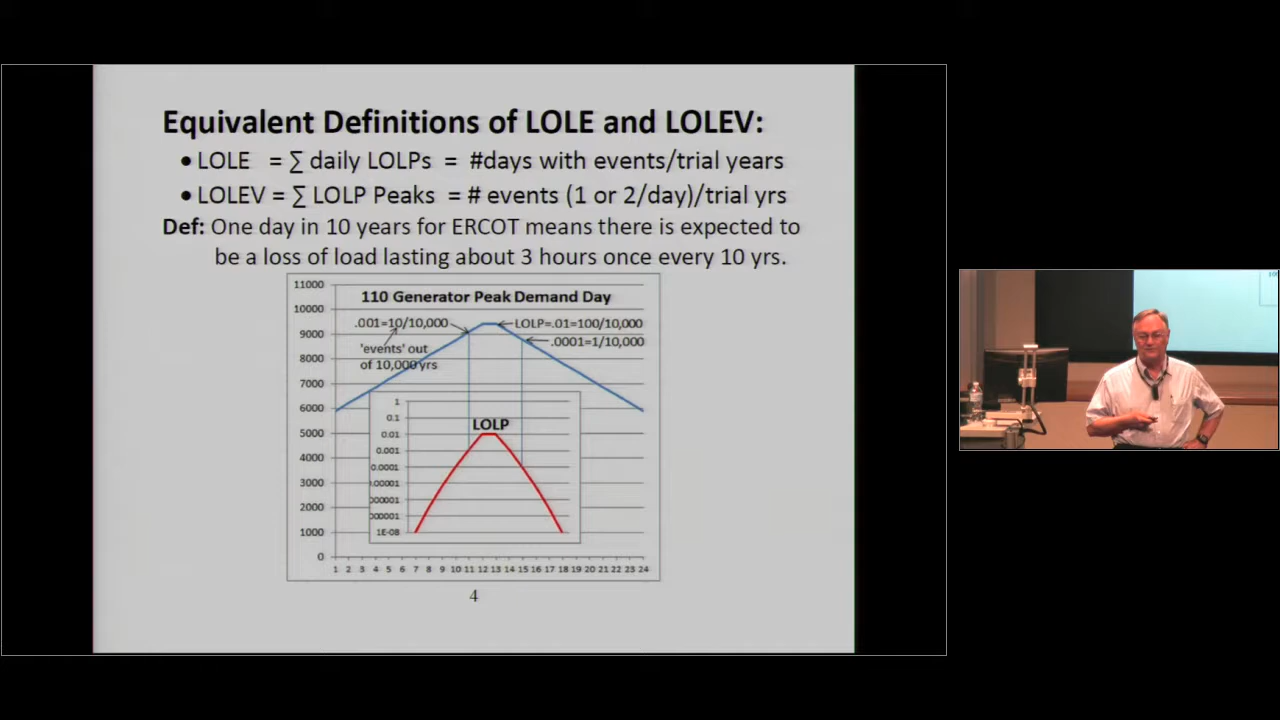 Equivalent Definitions of LOLE and LOLEV:
• LOLE = ∑ daily LOLPs = #days with events/trial years
• LOLEV = ∑ LOLP Peaks = # events (1 or 2/day)/trial yrs
Def: One day in 10 years for ERCOT means there is expected to
be a loss of load lasting about 3 hours once every 10 yrs.
110 Generator Peak Demand Day
11000
10000
9000
8000
7000
6000
5000
4000
3000
2000
1000
0
.001=10/10,000
LOLP=.01=100/10,000
.0001=1/10,000
'events' out
of 10,000 yrs
LOLP
1
0.1
0.01
0.001
0.0001
.00001
1E-08
1 2 3 4 5 6 7 8 9 10 11 12 13 14 15 16 17 18 19 20 21 22 23 24
4